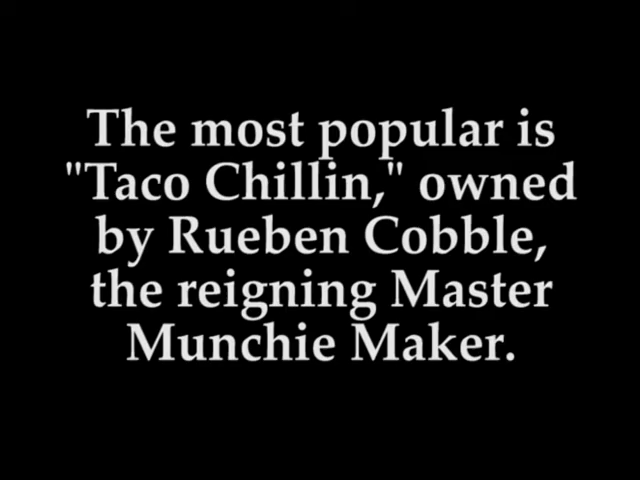 The most popular is
"Taco Chillin," owned
by Rueben Cobble,
the reigning Master
Munchie Maker.